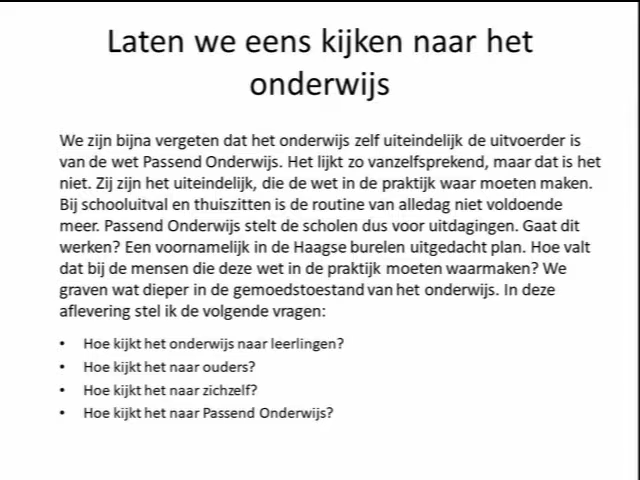 Laten we eens kijken naar het
onderwijs
We zijn bijna vergeten dat het onderwijs zelf uiteindelijk de uitvoerder is
van de wet Passend Onderwijs. Het lijkt zo vanzelfsprekend, maar dat is het
niet. Zij zijn het uiteindelijk, die de wet in de praktijk waar moeten maken.
Bij schooluitval en thuiszitten is de routine van alledag niet voldoende
meer. Passend Onderwijs stelt de scholen dus voor uitdagingen. Gaat dit
werken? Een voornamelijk in de Haagse burelen uitgedacht plan. Hoe valt
dat bij de mensen die deze wet in de praktijk moeten waarmaken? We
graven wat dieper in de gemoedstoestand van het onderwijs. In deze
aflevering stel ik de volgende vragen:
• Hoe kijkt het onderwijs naar leerlingen?
• Hoe kijkt het naar ouders?
• Hoe kijkt het naar zichzelf?
• Hoe kijkt het naar Passend Onderwijs?